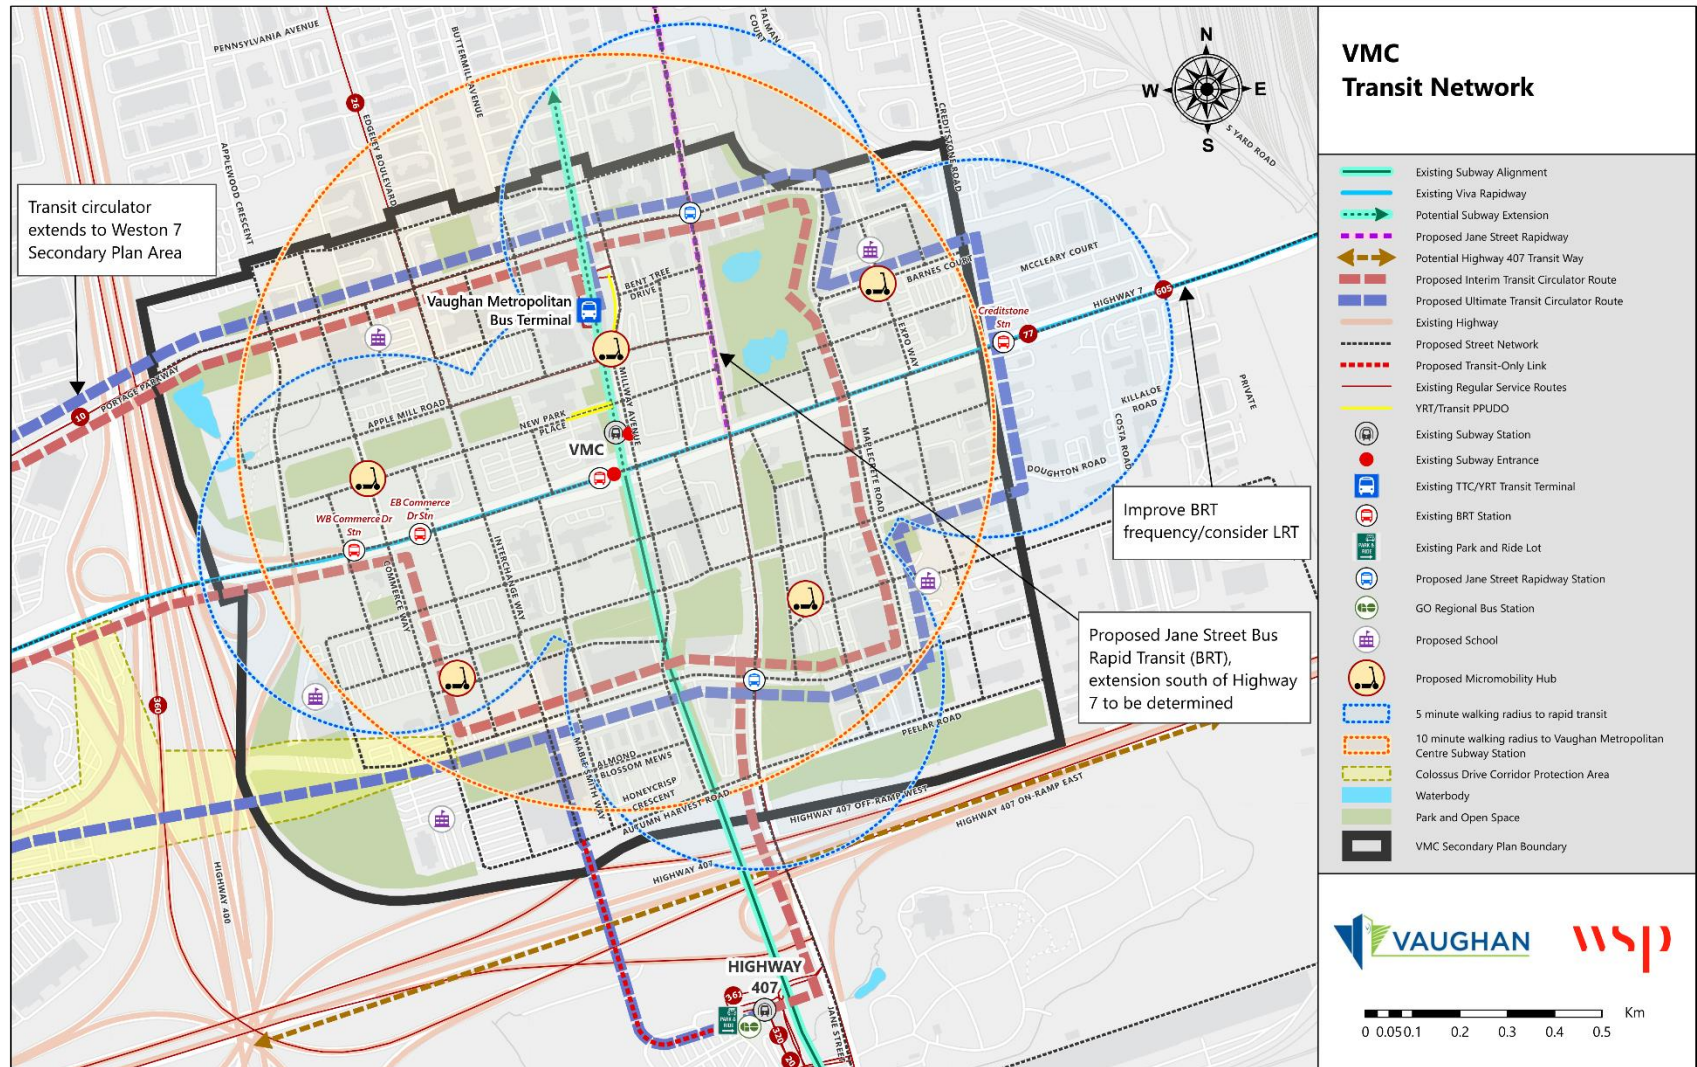 VMC
Transit Network
Existing Subway Alignment
Existing Viva Rapidway
Potential Subway Extension
Proposed Jane Street Rapidway
Potential Highway 407 Transit Way
Proposed Interim Transit Circulator Route
Proposed Ultimate Transit Circulator Route
Existing Highway
Proposed Street Network
Proposed Transit-Only Link
Existing Regular Service Routes
YRT/Transit PPUDO
Existing Subway Station
Existing Subway Entrance
Existing TTC/YRT Transit Terminal
Existing BRT Station
PARK & RIDE
Existing Park and Ride Lot
Proposed Jane Street Rapidway Station
GO Regional Bus Station
Proposed School
Proposed Micromobility Hub
5 minute walking radius to rapid transit
10 minute walking radius to Vaughan Metropolitan
Centre Subway Station
Colossus Drive Corridor Protection Area
Waterbody
Park and Open Space
VMC Secondary Plan Boundary
VAUGHAN
wsp
Km
0 0.05 0.1 0.2 0.3 0.4 0.5
N
W E
S
PENNSYLVANIA AVENUE
BUTTERMILL AVENUE
TALMAN
COURT
CREDITSTONE ROAD
S YARD ROAD
26
EDGELEY BOULEVARD
APPLEWOOD CRESCENT
Transit circulator
extends to Weston 7
Secondary Plan Area
Vaughan Metropolitan
Bus Terminal
BENT TREE
DRIVE
BARNES COURT
MCCLEARY COURT
HIGHWAY 7
605
Creditstone
Stn
77
EXPO WAY
10
PORTAGE PARKWAY
APPLE MILL ROAD
NEW PARK
PLACE
MILLWAY AVENUE
VMC
MAPLECRETE ROAD
KILLALOE
ROAD
COSTA ROAD
PRIVATE
DOUGHTON ROAD
WB Commerce Dr
Stn
EB Commerce
Dr Stn
COMMERCE WAY
INTERCHANGE WAY
Improve BRT
frequency/consider LRT
Proposed Jane Street Bus
Rapid Transit (BRT),
extension south of Highway
7 to be determined
360
PEELAR ROAD
MABLE SMITH WAY
ALMOND
BLOSSOM MEWS
HONEYCRISP
CRESCENT
AUTUMN HARVEST ROAD
HIGHWAY 407 OFF-RAMP WEST
HIGHWAY 407 ON-RAMP EAST
HIGHWAY 407
HIGHWAY 400
HIGHWAY
407
361
PARK & RIDE
320
20
JANE STREET